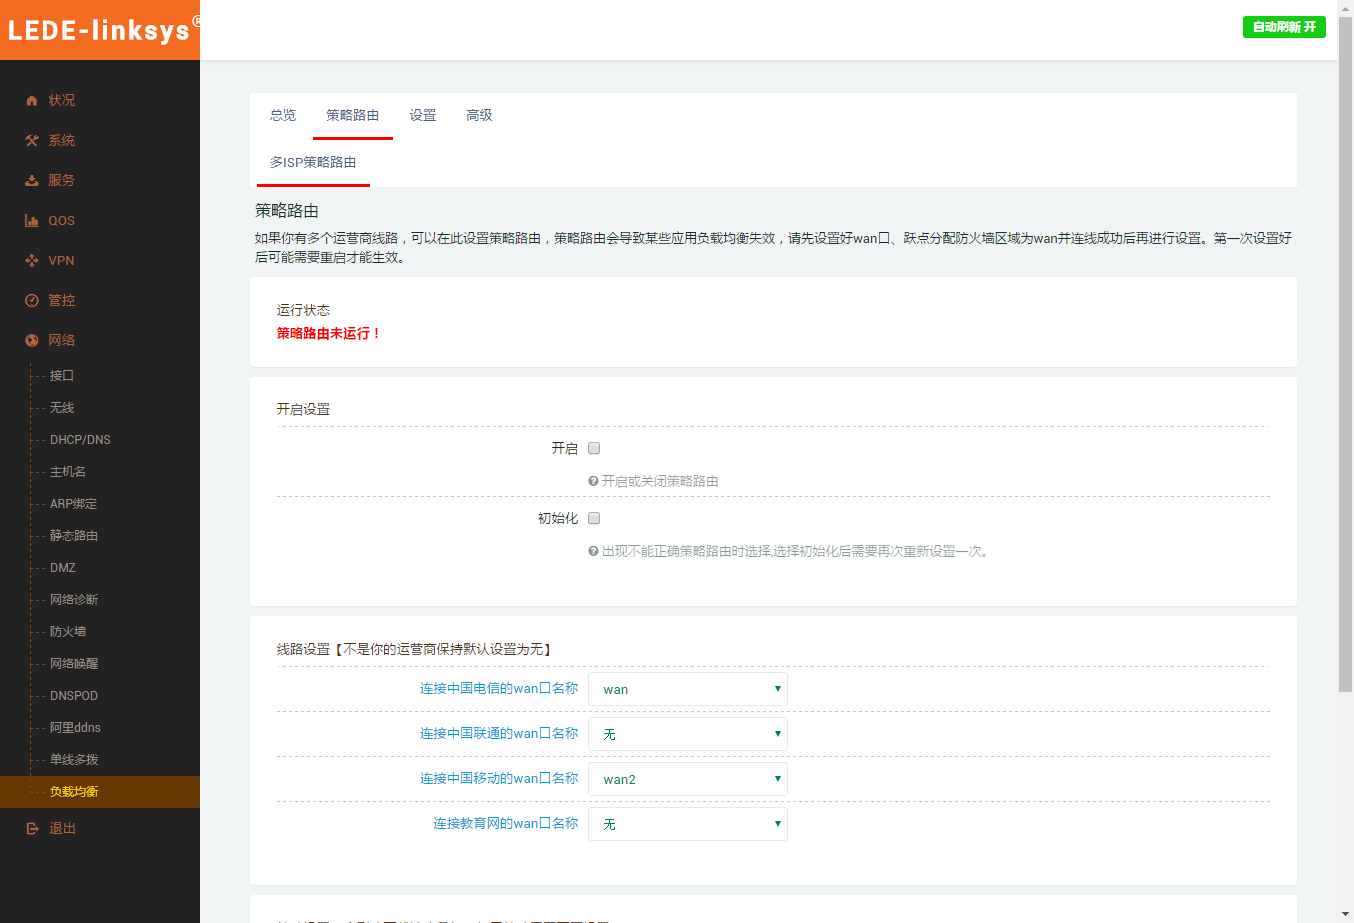 LEDE-linksys®
自动刷新 开
状况
系统
服务
QOS
VPN
管控
网络
接口
无线
DHCP/DNS
主机名
ARP绑定
静态路由
DMZ
网络诊断
防火墙
网络唤醒
DNSPOD
阿里ddns
单线多拨
负载均衡
退出
总览 策略路由 设置 高级
多ISP策略路由
策略路由
如果你有多个运营商线路，可以在此设置策略路由，策略路由会导致某些应用负载均衡失效，请先设置好wan口、跃点分配防火墙区域为wan并连线成功后再进行设置。第一次设置好
后可能需要重启才能生效。
运行状态
策略路由未运行！
开启设置
开启
开启或关闭策略路由
初始化
出现不能正确策略路由时选择,选择初始化后需要再次重新设置一次。
线路设置【不是你的运营商保持默认设置为无】
连接中国电信的wan口名称 wan
连接中国联通的wan口名称 无
连接中国移动的wan口名称 wan2
连接教育网的wan口名称 无